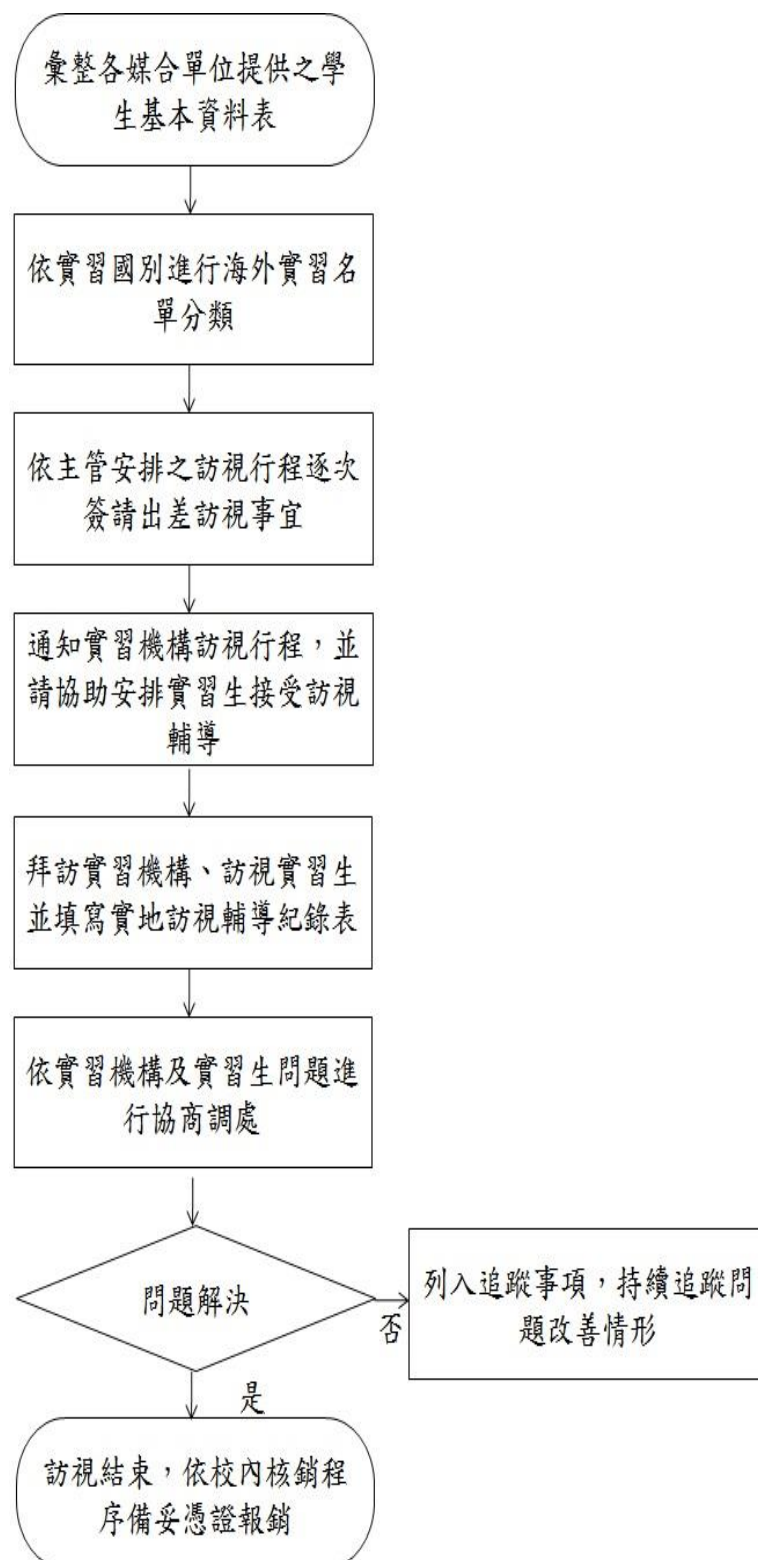 彙整各媒合單位提供之學
生基本資料表
依實習國別進行海外實習名
單分類
依主管安排之訪視行程逐次
簽請出差訪視事宜
通知實習機構訪視行程，並
請協助安排實習生接受訪視
輔導
拜訪實習機構、訪視實習生
並填寫實地訪視輔導紀錄表
依實習機構及實習生問題進
行協商調處
問題解決
否
列入追蹤事項，持續追蹤問
題改善情形
是
訪視結束，依校內核銷程
序備妥憑證報銷